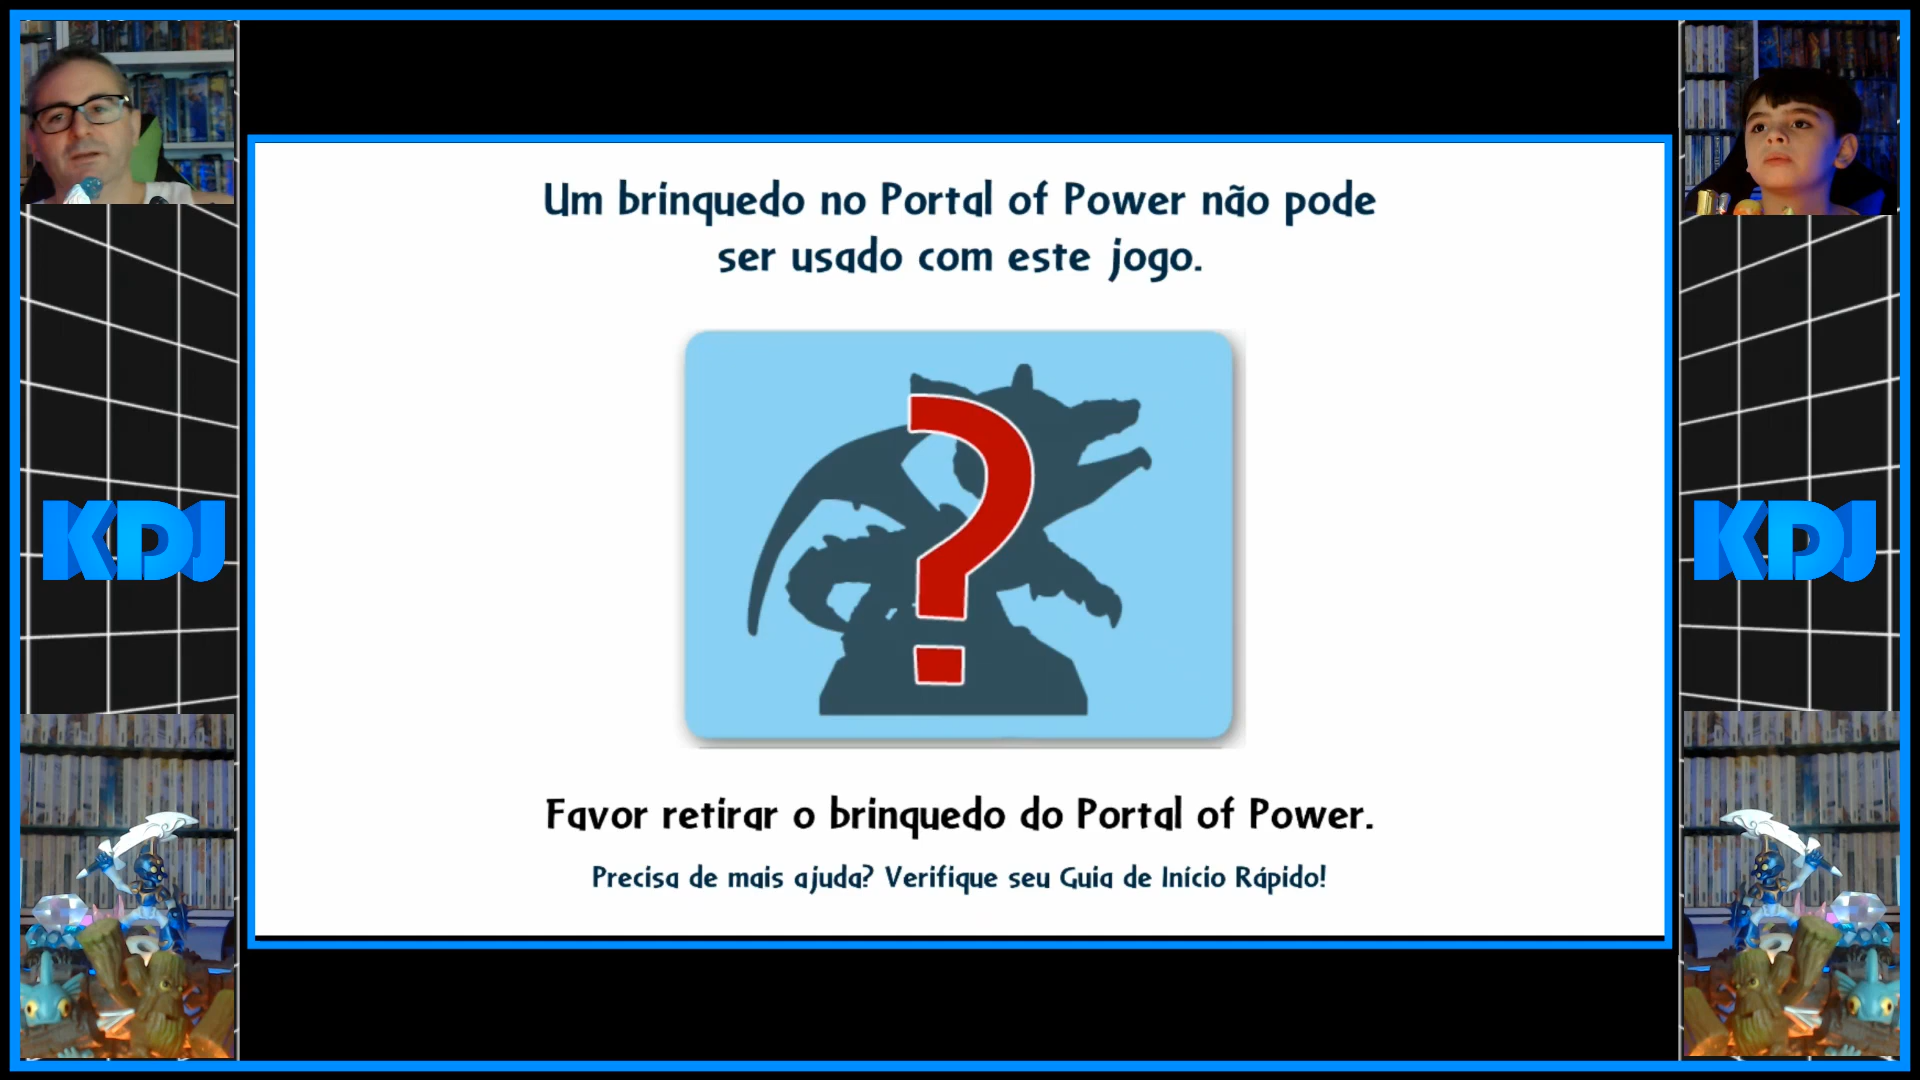 Um brinquedo no Portal of Power não pode
ser usado com este jogo.
KDJ
KDJ
Favor retirar o brinquedo do Portal of Power.
Precisa de mais ajuda? Verifique seu Guia de Início Rápido!